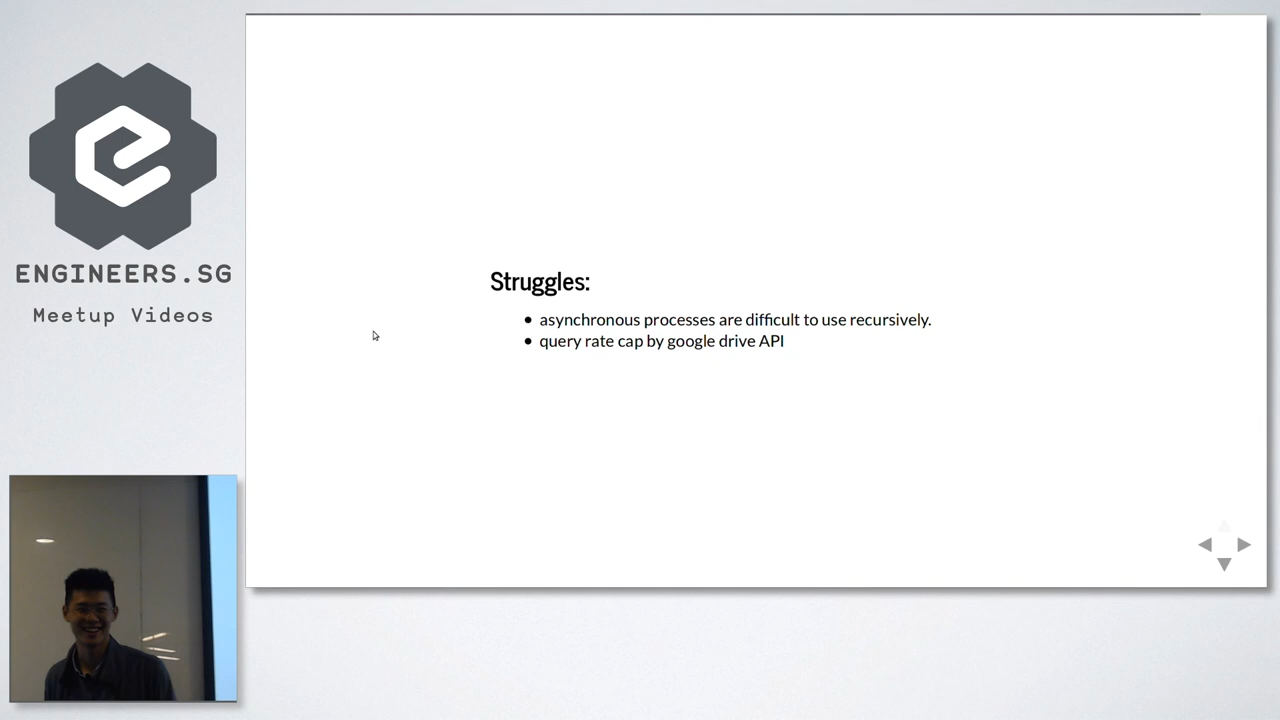 ENGINEERS.SG
Meetup Videos
Struggles:
• asynchronous processes are difficult to use recursively.
• query rate cap by google drive API